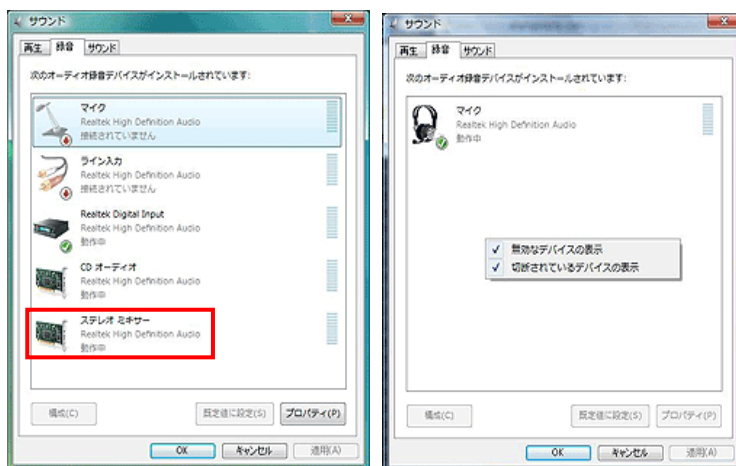 サウンド
再生 録音 サウンド
次のオーディオ録音デバイスがインストールされています:
マイク
Realtek High Definition Audio
接続されていません
ライン入力
Realtek High Definition Audio
接続されていません
Realtek Digital Input
Realtek High Definition Audio
動作中
CD オーディオ
Realtek High Definition Audio
動作中
ステレオ ミキサー
Realtek High Definition Audio
動作中
構成(C) 既定値に設定(S) プロパティ(P)
OK キャンセル 適用(A)
サウンド
再生 録音 サウンド
次のオーディオ録音デバイスがインストールされています:
マイク
Realtek High Definition Audio
動作中
無効なデバイスの表示
切断されているデバイスの表示
構成(C) 既定値に設定(S) プロパティ(P)
OK キャンセル 適用(A)